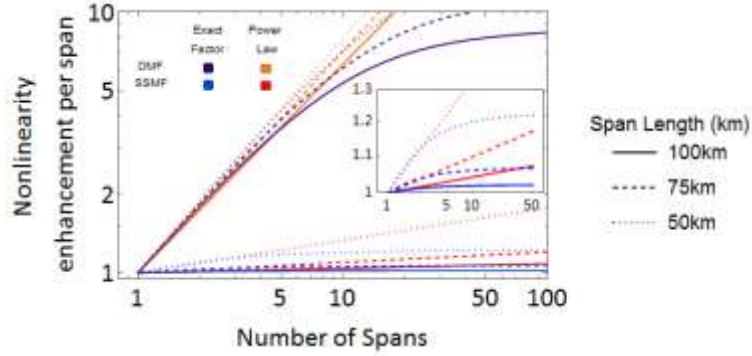 Nonlinearity
enhancement per span
10
5
2
1
Exact Power
Factor Law
DMF
SSMF
1.3
1.2
1.1
1
1 5 10 50
1 5 10 50 100
Number of Spans
Span Length (km)
100km
75km
50km